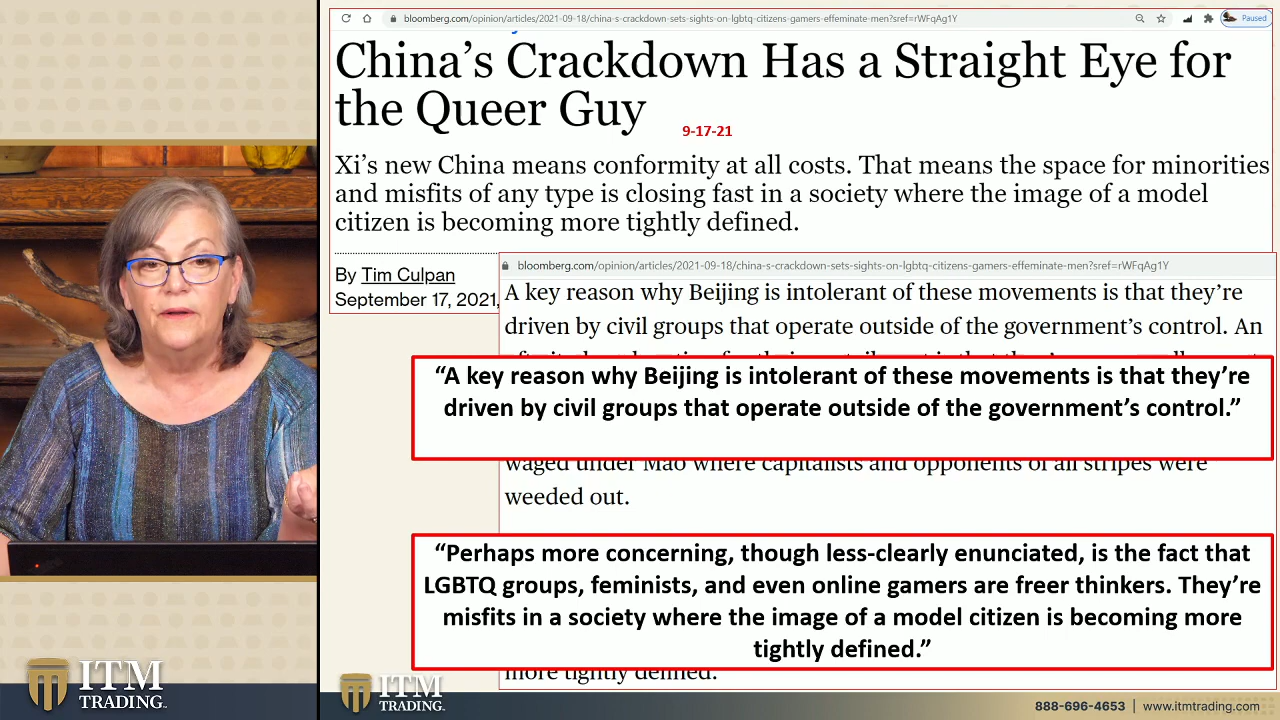 bloomberg.com/opinion/articles/2021-09-18/china-s-crackdown-sets-sights-on-lgbtq-citizens-gamers-effeminate-men?sref=rWFqAg1Y
Paused
China’s Crackdown Has a Straight Eye for
the Queer Guy
9-17-21
Xi’s new China means conformity at all costs. That means the space for minorities
and misfits of any type is closing fast in a society where the image of a model
citizen is becoming more tightly defined.
By Tim Culpan
September 17, 2021,
bloomberg.com/opinion/articles/2021-09-18/china-s-crackdown-sets-sights-on-lgbtq-citizens-gamers-effeminate-men?sref=rWFqAg1Y
A key reason why Beijing is intolerant of these movements is that they’re
driven by civil groups that operate outside of the government’s control. An
“A key reason why Beijing is intolerant of these movements is that they’re
driven by civil groups that operate outside of the government’s control.”
waged under Mao where capitalists and opponents of all stripes were
weeded out.
“Perhaps more concerning, though less-clearly enunciated, is the fact that
LGBTQ groups, feminists, and even online gamers are freer thinkers. They’re
misfits in a society where the image of a model citizen is becoming more
tightly defined.”
more tightly defined.
ITM
TRADING
ITM
TRADING
888-696-4653 | www.itmtrading.com